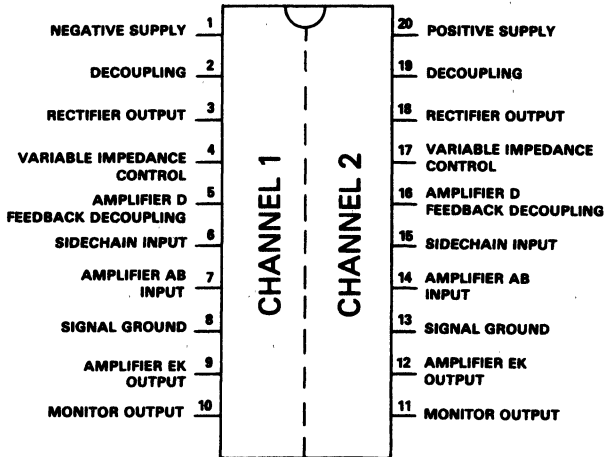 NEGATIVE SUPPLY 1
DECOUPLING 2
RECTIFIER OUTPUT 3
VARIABLE IMPEDANCE 4
CONTROL
AMPLIFIER D 5
FEEDBACK DECOUPLING
SIDECHAIN INPUT 6
AMPLIFIER AB 7
INPUT
SIGNAL GROUND 8
AMPLIFIER EK 9
OUTPUT
MONITOR OUTPUT 10
CHANNEL 1
CHANNEL 2
20 POSITIVE SUPPLY
19 DECOUPLING
18 RECTIFIER OUTPUT
17 VARIABLE IMPEDANCE
CONTROL
16 AMPLIFIER D
FEEDBACK DECOUPLING
15 SIDECHAIN INPUT
14 AMPLIFIER AB
INPUT
13 SIGNAL GROUND
12 AMPLIFIER EK
OUTPUT
11 MONITOR OUTPUT